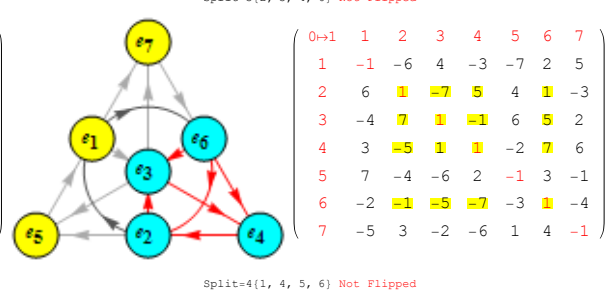 Split=3{2, 3, 4, 6} Not Flipped
e7
e1
e6
e3
e5
e2
e4
0↦1 1 2 3 4 5 6 7
1 -1 -6 4 -3 -7 2 5
2 6 1 -7 5 4 1 -3
3 -4 7 1 -1 6 5 2
4 3 -5 1 1 -2 7 6
5 7 -4 -6 2 -1 3 -1
6 -2 -1 -5 -7 -3 1 -4
7 -5 3 -2 -6 1 4 -1
Split=4{1, 4, 5, 6} Not Flipped